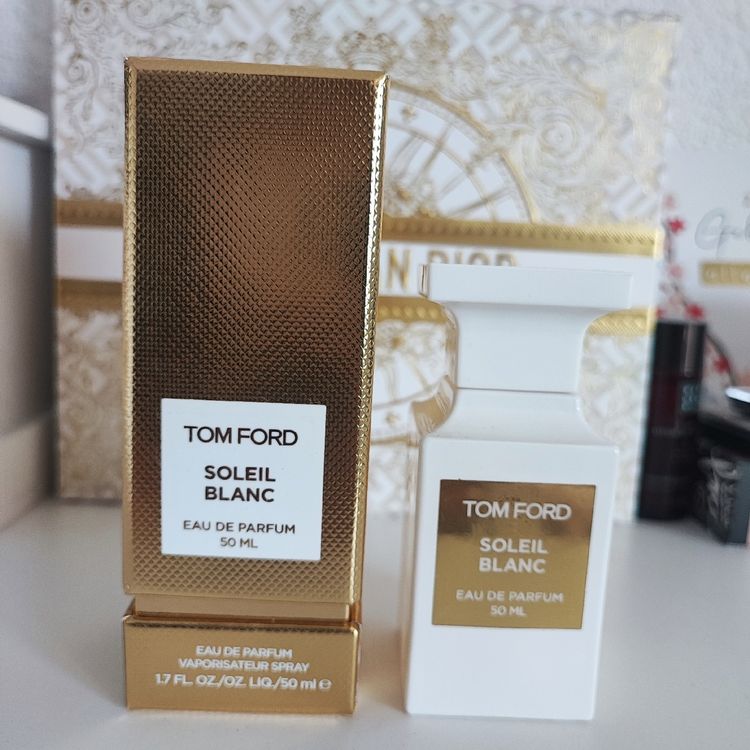 TOM FORD
SOLEIL
BLANC
EAU DE PARFUM
50 ML
EAU DE PARFUM
VAPORISATEUR SPRAY
1.7 FL. OZ./OZ. LIQ./50 ml e
TOM FORD
SOLEIL
BLANC
EAU DE PARFUM
50 ML
N DIOR